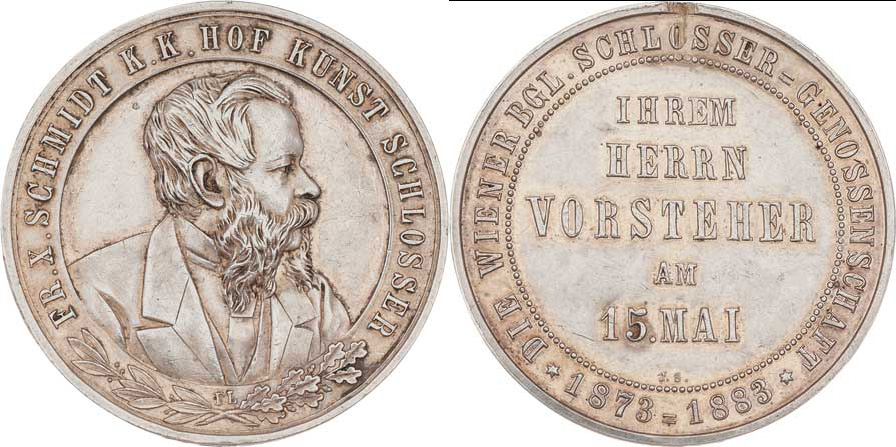 FR. X. SCHMIDT K. K. HOF KUNST SCHLOSSER
DIE WIENER BGL. SCHLOSSER=GENOSSENSCHAFT
IHREM
HERRN
VORSTEHER
AM
15. MAI
* 1873=1883 *